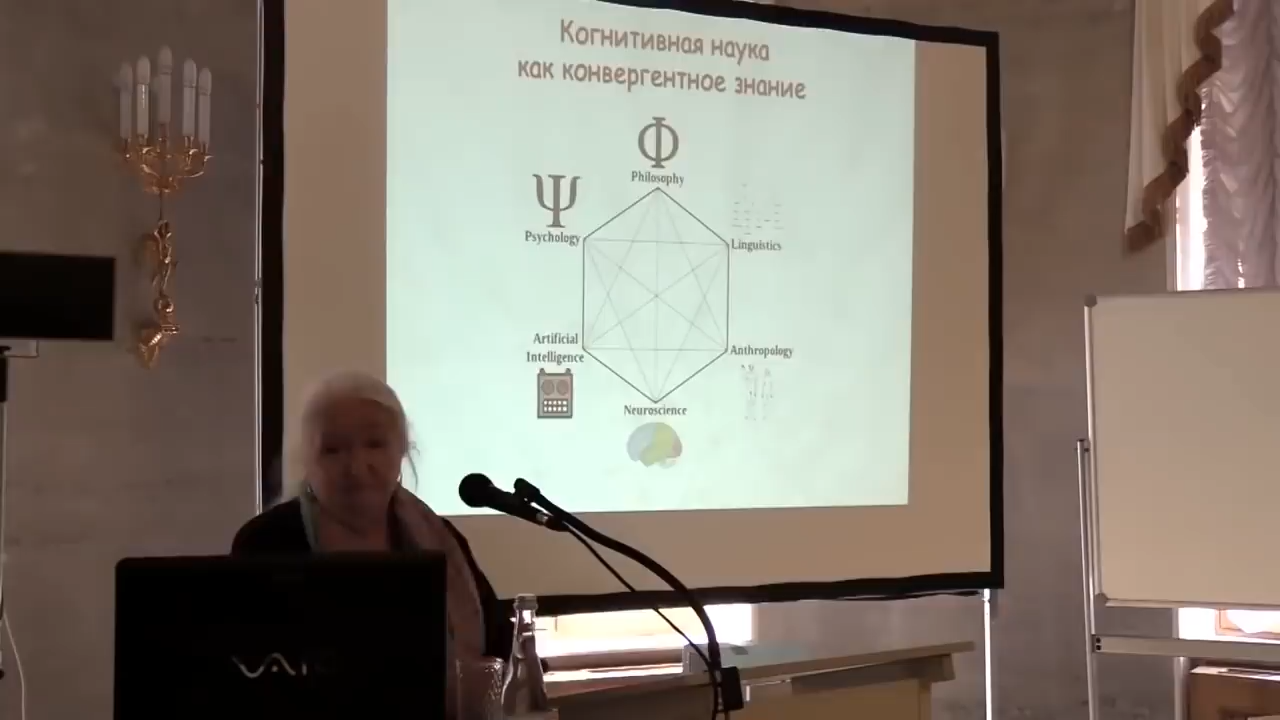 Когнитивная наука
как конвергентное знание
Φ
Philosophy
Ψ
Psychology
Linguistics
Artificial
Intelligence
Anthropology
Neuroscience
VAIO